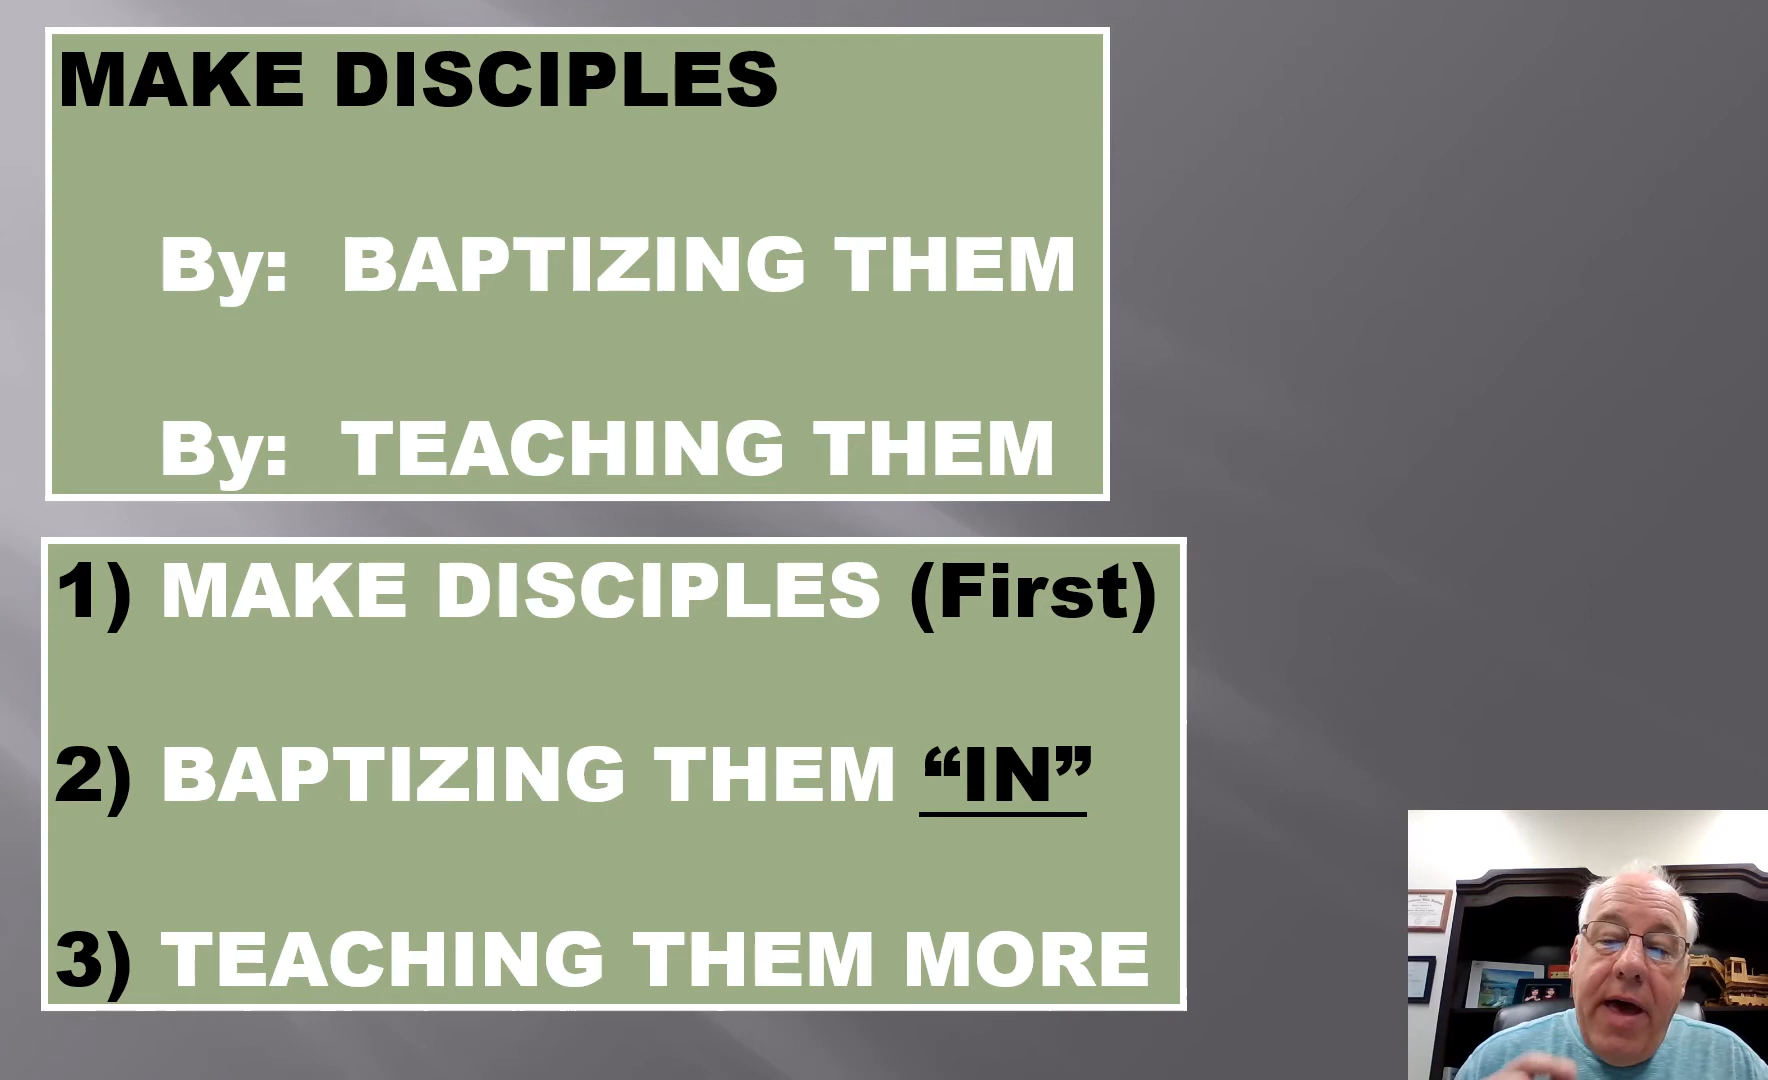 MAKE DISCIPLES
By: BAPTIZING THEM
By: TEACHING THEM
1) MAKE DISCIPLES (First)
2) BAPTIZING THEM “IN”
3) TEACHING THEM MORE